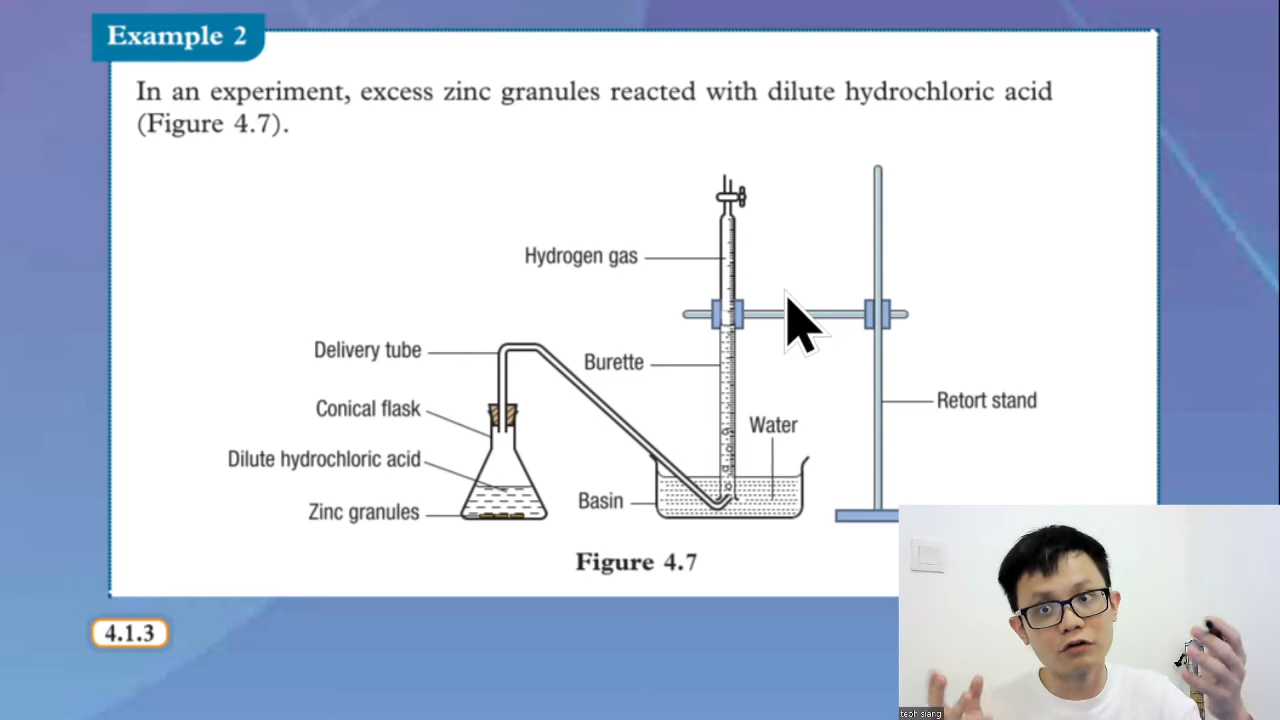 Example 2
In an experiment, excess zinc granules reacted with dilute hydrochloric acid
(Figure 4.7).
Hydrogen gas
Delivery tube
Burette
Conical flask
Retort stand
Water
Dilute hydrochloric acid
Basin
Zinc granules
Figure 4.7
4.1.3
teoh siang